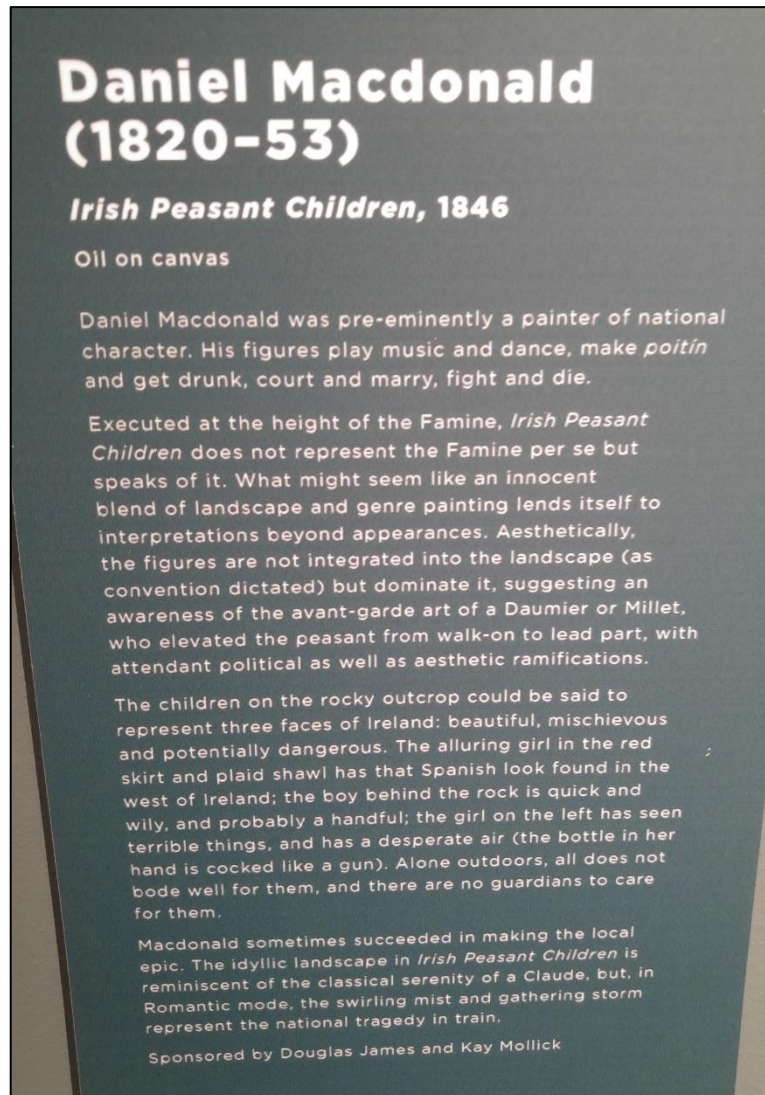 Daniel Macdonald
(1820–53)
Irish Peasant Children, 1846
Oil on canvas
Daniel Macdonald was pre-eminently a painter of national
character. His figures play music and dance, make poitín
and get drunk, court and marry, fight and die.
Executed at the height of the Famine, Irish Peasant
Children does not represent the Famine per se but
speaks of it. What might seem like an innocent
blend of landscape and genre painting lends itself to
interpretations beyond appearances. Aesthetically,
the figures are not integrated into the landscape (as
convention dictated) but dominate it, suggesting an
awareness of the avant-garde art of a Daumier or Millet,
who elevated the peasant from walk-on to lead part, with
attendant political as well as aesthetic ramifications.
The children on the rocky outcrop could be said to
represent three faces of Ireland: beautiful, mischievous
and potentially dangerous. The alluring girl in the red
skirt and plaid shawl has that Spanish look found in the
west of Ireland; the boy behind the rock is quick and
wily, and probably a handful; the girl on the left has seen
terrible things, and has a desperate air (the bottle in her
hand is cocked like a gun). Alone outdoors, all does not
bode well for them, and there are no guardians to care
for them.
Macdonald sometimes succeeded in making the local
epic. The idyllic landscape in Irish Peasant Children is
reminiscent of the classical serenity of a Claude, but, in
Romantic mode, the swirling mist and gathering storm
represent the national tragedy in train.
Sponsored by Douglas James and Kay Mollick